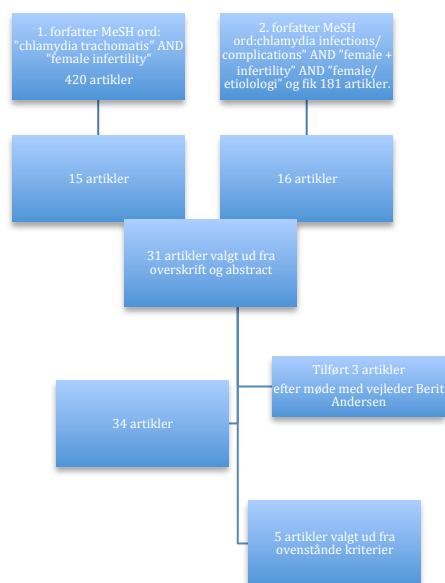 1. forfatter MeSH ord:
"chlamydia trachomatis” AND
"female infertility"
420 artikler
2. forfatter MeSH
ord:chlamydia infections/
complications” AND ”female +
infertility” AND ”female/
etiologi” og fik 181 artikler.
15 artikler
16 artikler
31 artikler valgt ud fra
overskrift og abstract
Tilført 3 artikler
efter møde med vejleder Berit
Andersen
34 artikler
5 artikler valgt ud fra
ovenstånde kriterier